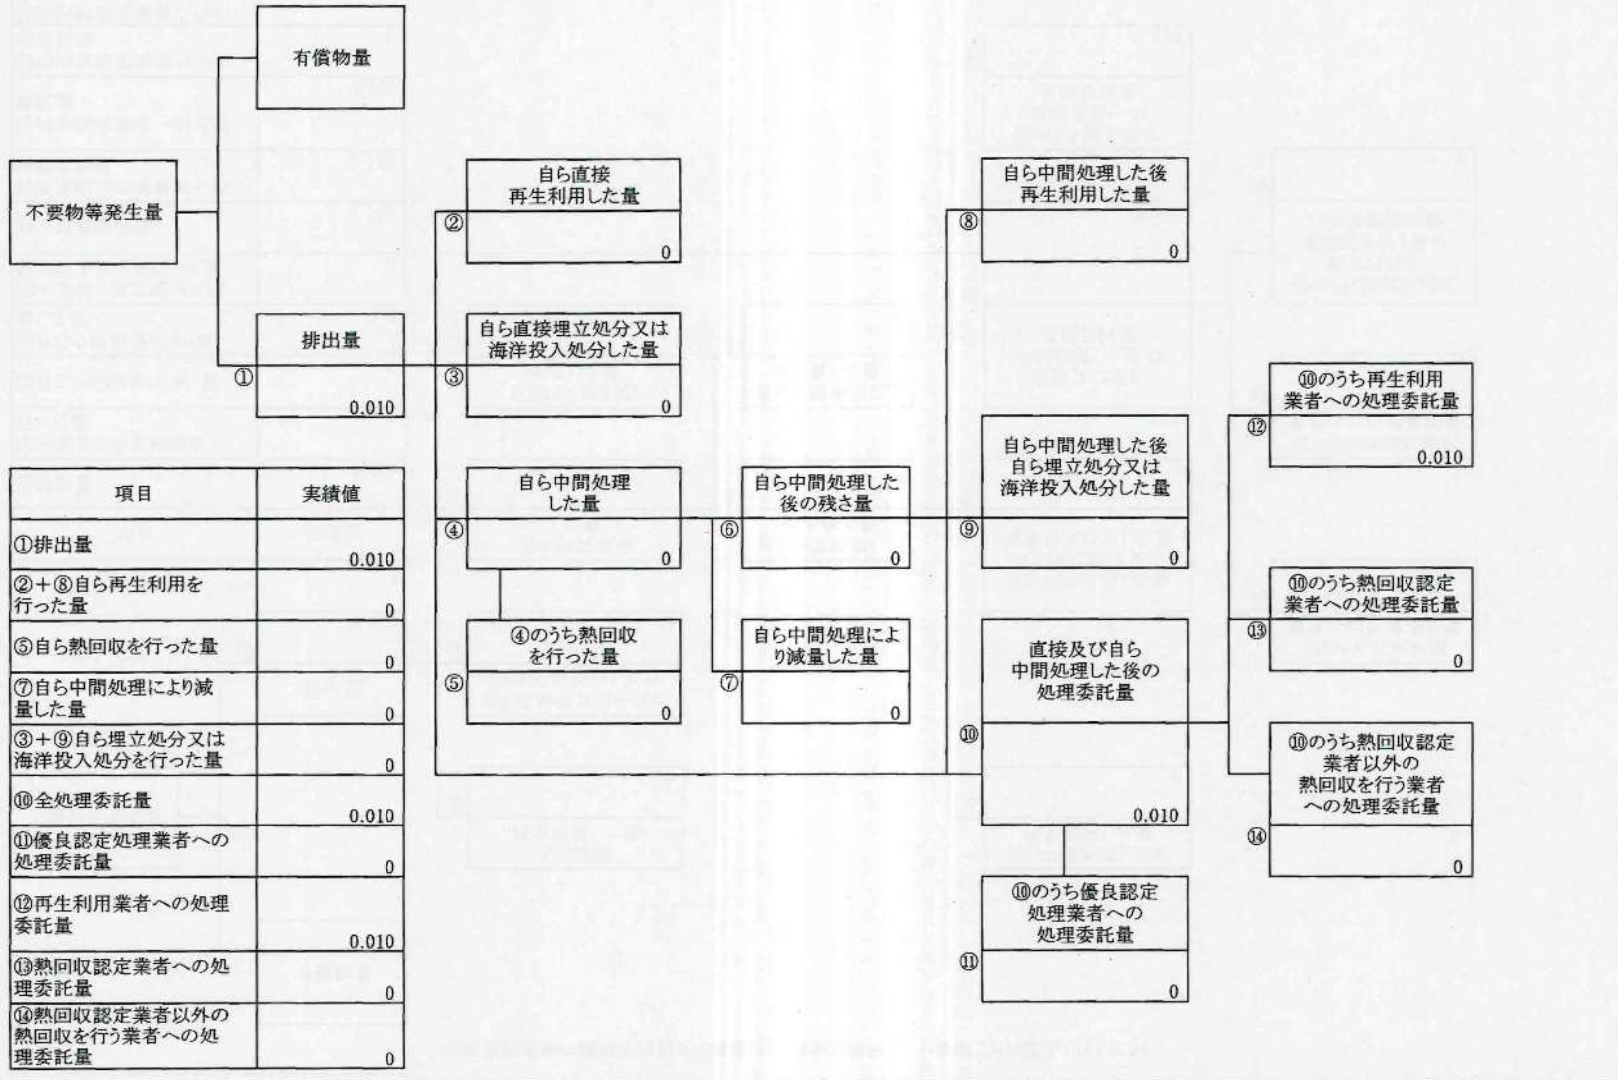 有償物量
不要物等発生量
排出量
①
0.010
自ら直接
再生利用した量
②
0
自ら直接埋立処分又は
海洋投入処分した量
③
0
自ら中間処理
した量
④
0
④のうち熱回収
を行った量
⑤
0
自ら中間処理した
後の残さ量
⑥
0
自ら中間処理によ
り減量した量
⑦
0
自ら中間処理した後
再生利用した量
⑧
0
自ら中間処理した後
自ら埋立処分又は
海洋投入処分した量
⑨
0
直接及び自ら
中間処理した後の
処理委託量
⑩
0.010
⑩のうち優良認定
処理業者への
処理委託量
⑪
0
⑩のうち再生利用
業者への処理委託量
⑫
0.010
⑩のうち熱回収認定
業者への処理委託量
⑬
0
⑩のうち熱回収認定
業者以外の
熱回収を行う業者
への処理委託量
⑭
0
項目 実績値
①排出量
0.010
②+⑧自ら再生利用を
行った量 0
⑤自ら熱回収を行った量
0
⑦自ら中間処理により減
量した量 0
③+⑨自ら埋立処分又は
海洋投入処分を行った量 0
⑩全処理委託量
0.010
⑪優良認定処理業者への
処理委託量 0
⑫再生利用業者への処理
委託量
0.010
⑬熱回収認定業者への処
理委託量 0
⑭熱回収認定業者以外の
熱回収を行う業者への処
理委託量 0